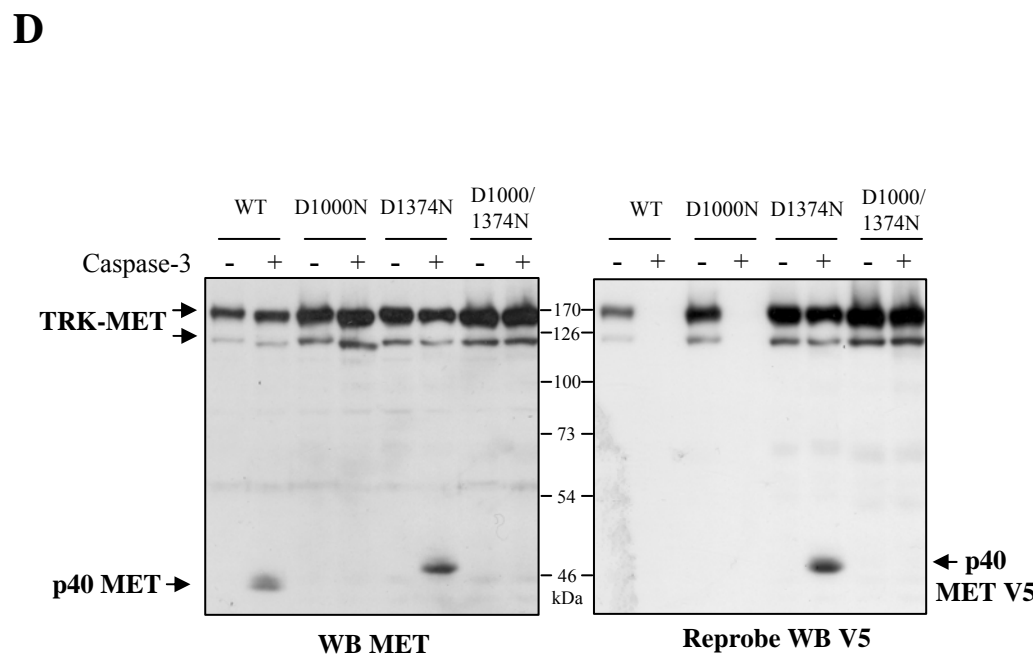 D
WT D1000N D1374N D1000/
1374N
WT D1000N D1374N D1000/
1374N
Caspase-3 - + - + - + - +
- + - + - + - +
TRK-MET
170
126
100
73
54
46
kDa
p40 MET
p40
MET V5
WB MET
Reprobe WB V5